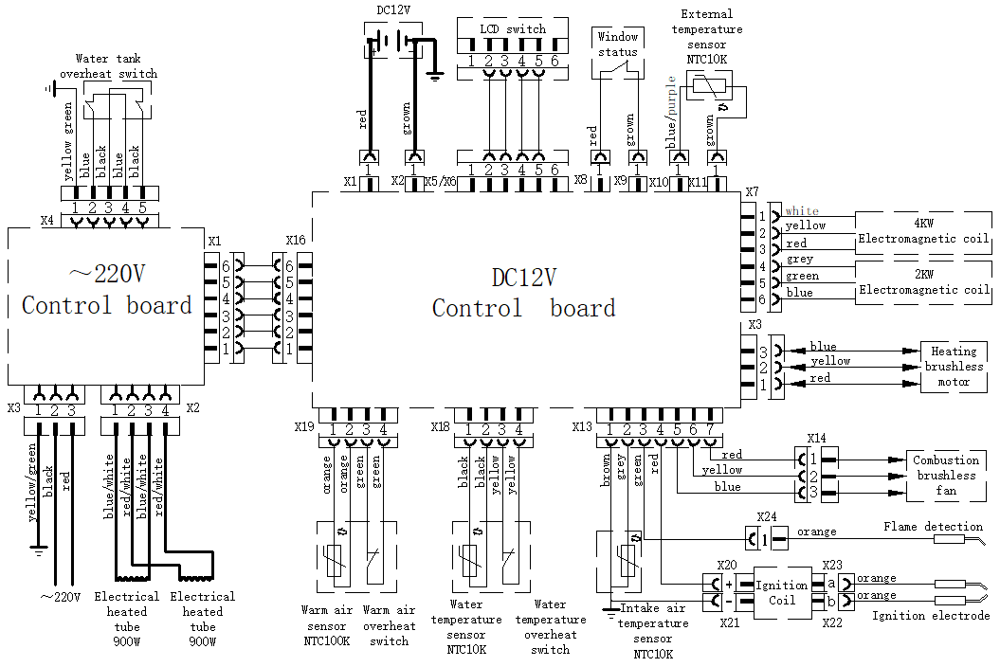 DC12V
LCD switch
1 2 3 4 5 6
2 3 4 5
1 6
Window
status
External
temperature
sensor
NTC10K
Water tank
overheat switch
yellow green
blue
black
blue
black
red
grown
red
grown
blue/purple
grown
1 1 2 3 4 5 6 1 1 1 1
X1 X2 X5/X6 X8 X9 X10 X11
1 2 3 4 5
X4
X1 X16
6 6
5 5
4 4
3 3
2 2
1 1
～220V
Control board
DC12V
Control board
X7
1 white
2 yellow
3 red
4 grey
5 green
6 blue
4KW
Electromagnetic coil
2KW
Electromagnetic coil
X3
3 blue
2 yellow
1 red
Heating
brushless
motor
X3 1 2 3
1 2 3 4 X2
yellow/green
black
red
blue/white
red/white
blue/white
red/white
～220V
Electrical
heated
tube
900W
Electrical
heated
tube
900W
X19 1 2 3 4
orange
orange
green
green
Warm air
sensor
NTC100K
Warm air
overheat
switch
X18 1 2 3 4
black
black
yellow
yellow
Water
temperature
sensor
NTC10K
Water
temperature
overheat
switch
X13 1 2 3 4 5 6 7
brown
grey
green
red
red
yellow
blue
X14
1
2
3
Combustion
brushless
fan
Intake air
temperature
sensor
NTC10K
X24
1 orange
Flame detection
X20 X23
+ a orange
Ignition
Coil
- b orange
X21 X22
Ignition electrode